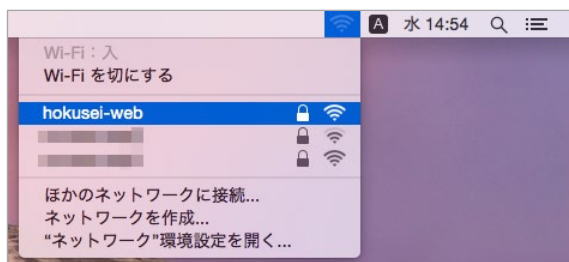 A 水 14:54
Wi-Fi：入
Wi-Fi を切にする
hokusei-web
ほかのネットワークに接続...
ネットワークを作成...
“ネットワーク”環境設定を開く...